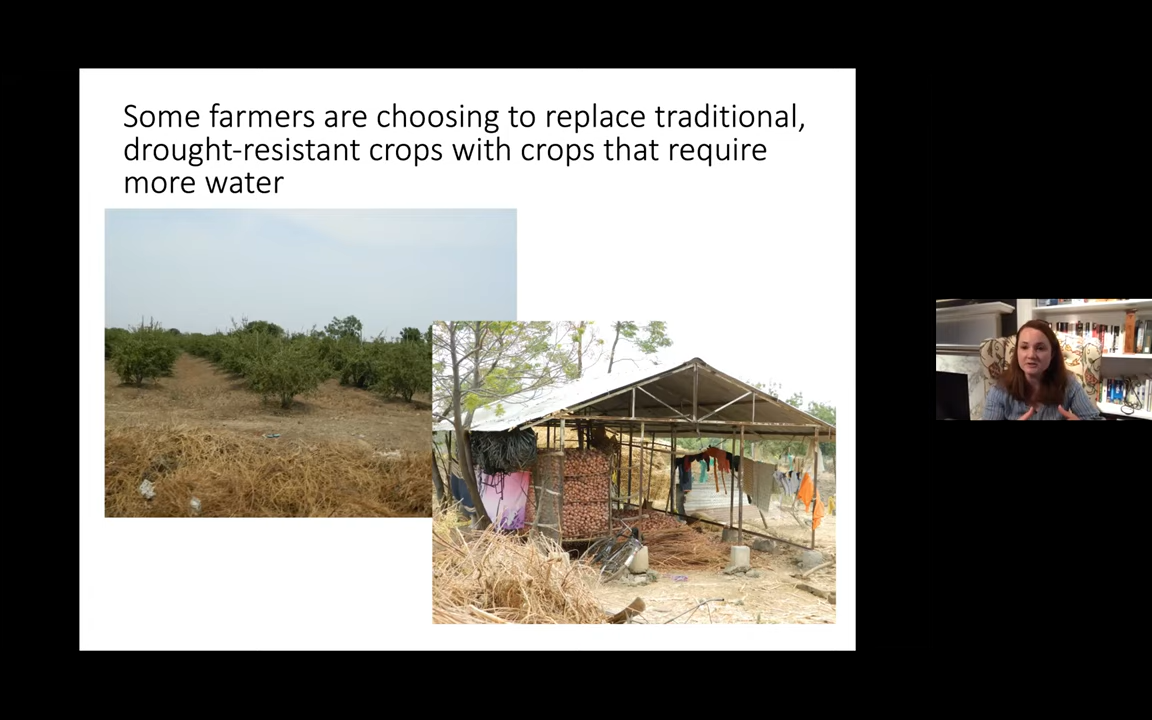 Some farmers are choosing to replace traditional,
drought-resistant crops with crops that require
more water